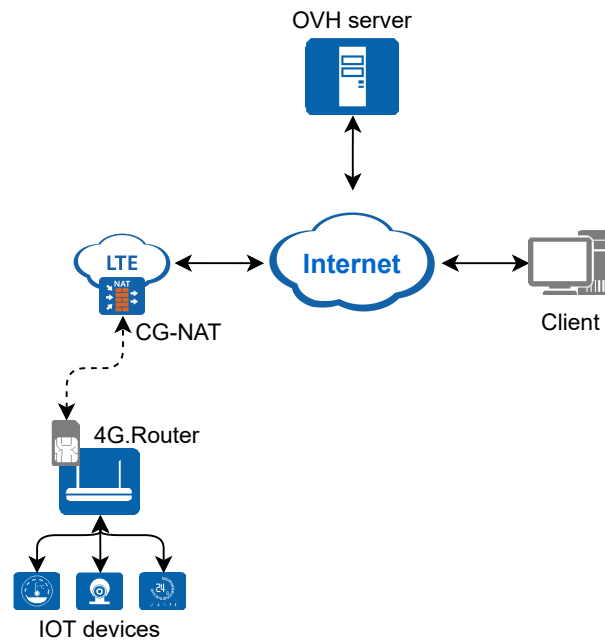 OVH server
LTE
NAT
Internet
CG-NAT
Client
4G.Router
24
IOT devices